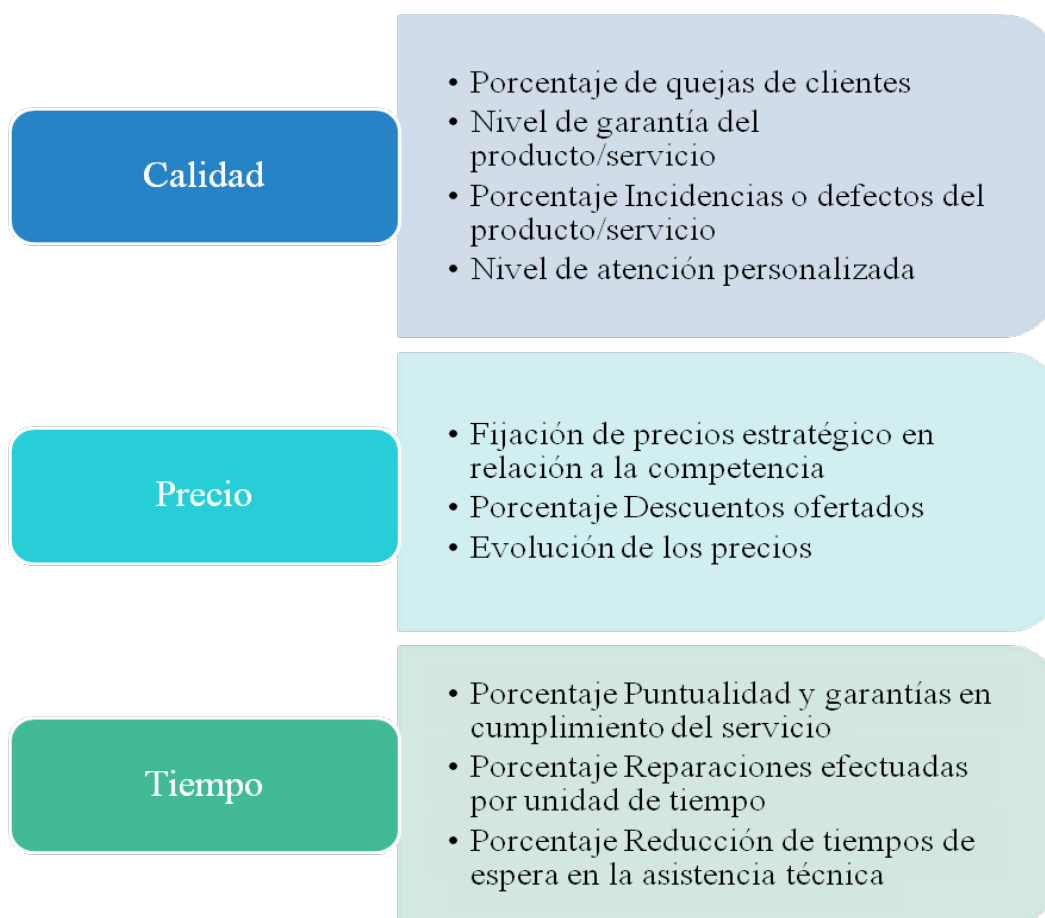 Calidad
• Porcentaje de quejas de clientes
• Nivel de garantía del
producto/servicio
• Porcentaje Incidencias o defectos del
producto/servicio
• Nivel de atención personalizada
Precio
• Fijación de precios estratégico en
relación a la competencia
• Porcentaje Descuentos ofertados
• Evolución de los precios
Tiempo
• Porcentaje Puntualidad y garantías en
cumplimiento del servicio
• Porcentaje Reparaciones efectuadas
por unidad de tiempo
• Porcentaje Reducción de tiempos de
espera en la asistencia técnica